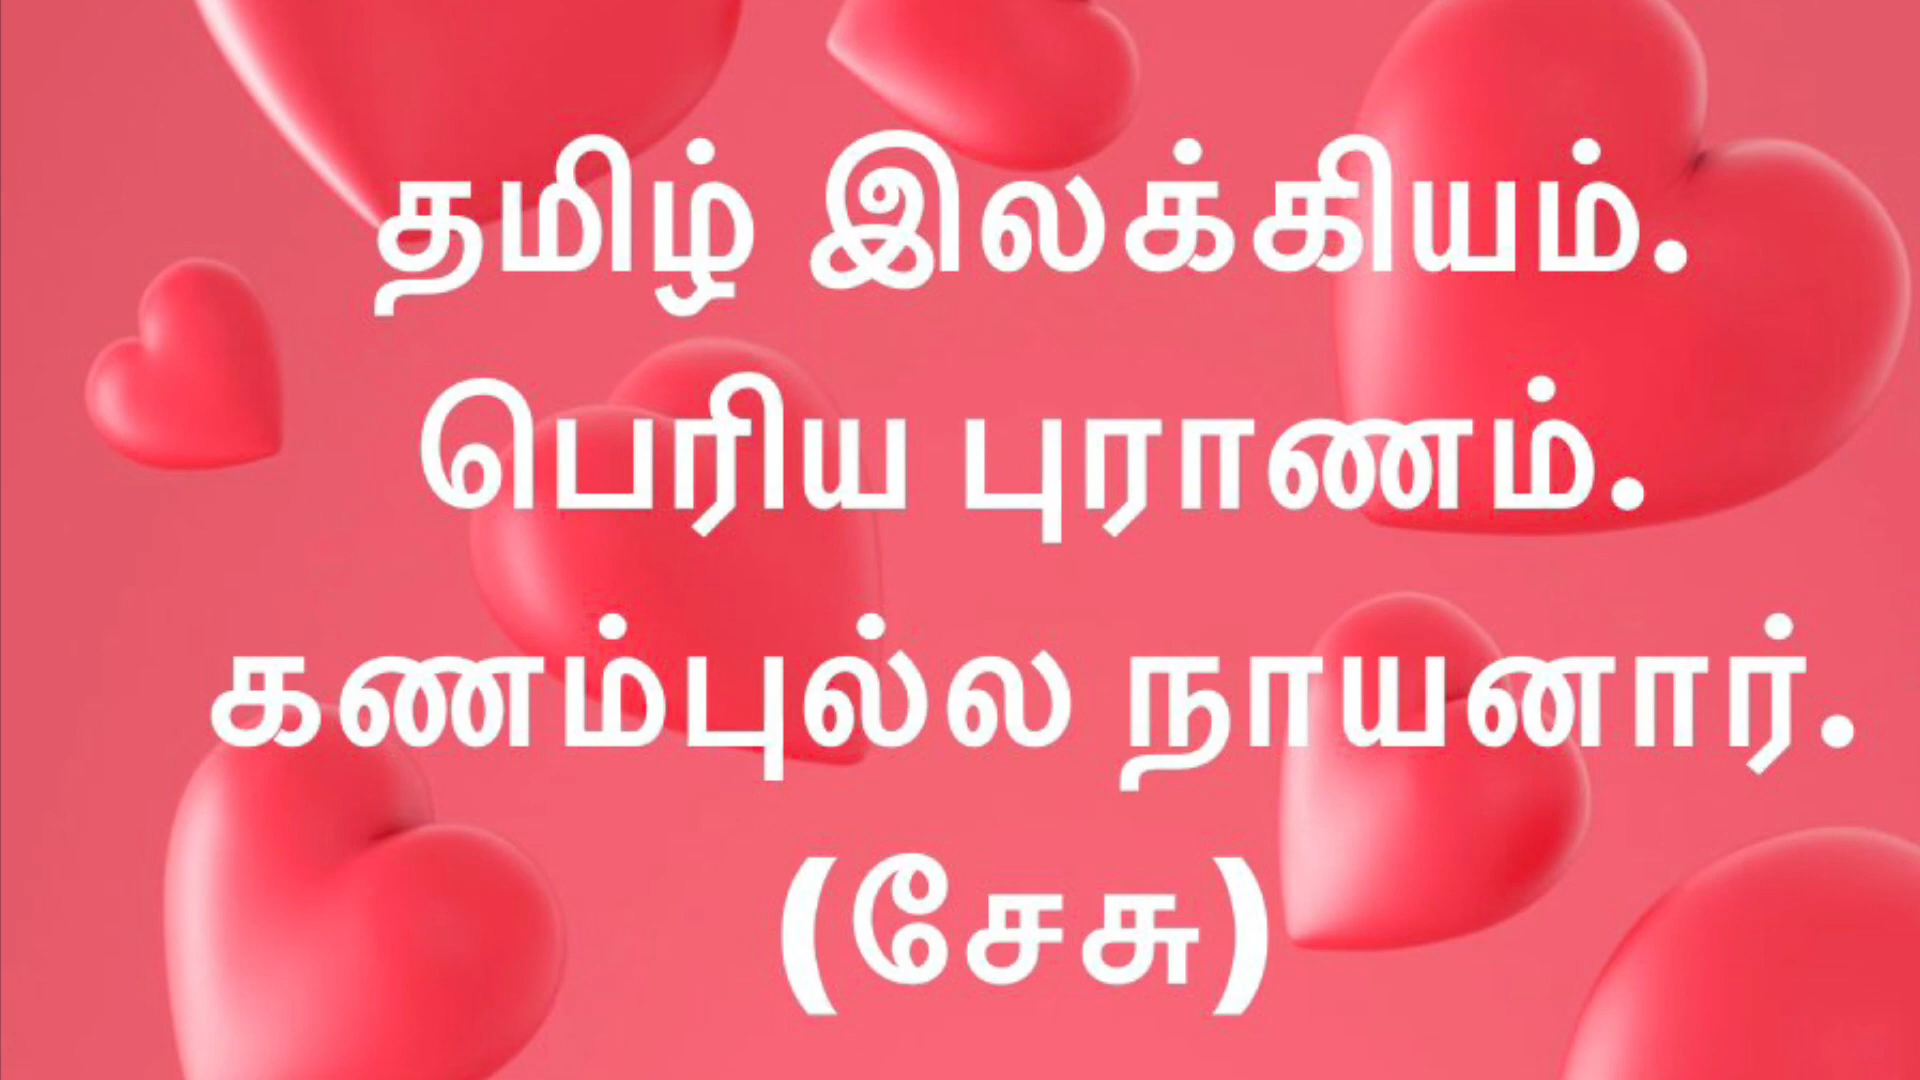 தமிழ் இலக்கியம்.
பெரிய புராணம்.
கணம்புல்ல நாயனார்.
(சேசு)